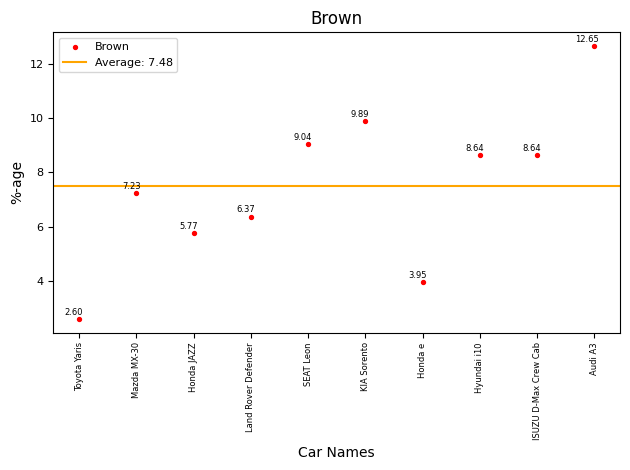 Brown
Brown
Average: 7.48
12.65
12
10
9.89
9.04
8.64
8.64
8
7.23
6.37
6
5.77
4
3.95
2.60
%-age
Toyota Yaris
Mazda MX-30
Honda JAZZ
Land Rover Defender
SEAT Leon
KIA Sorento
Honda e
Hyundai i10
ISUZU D-Max Crew Cab
Audi A3
Car Names